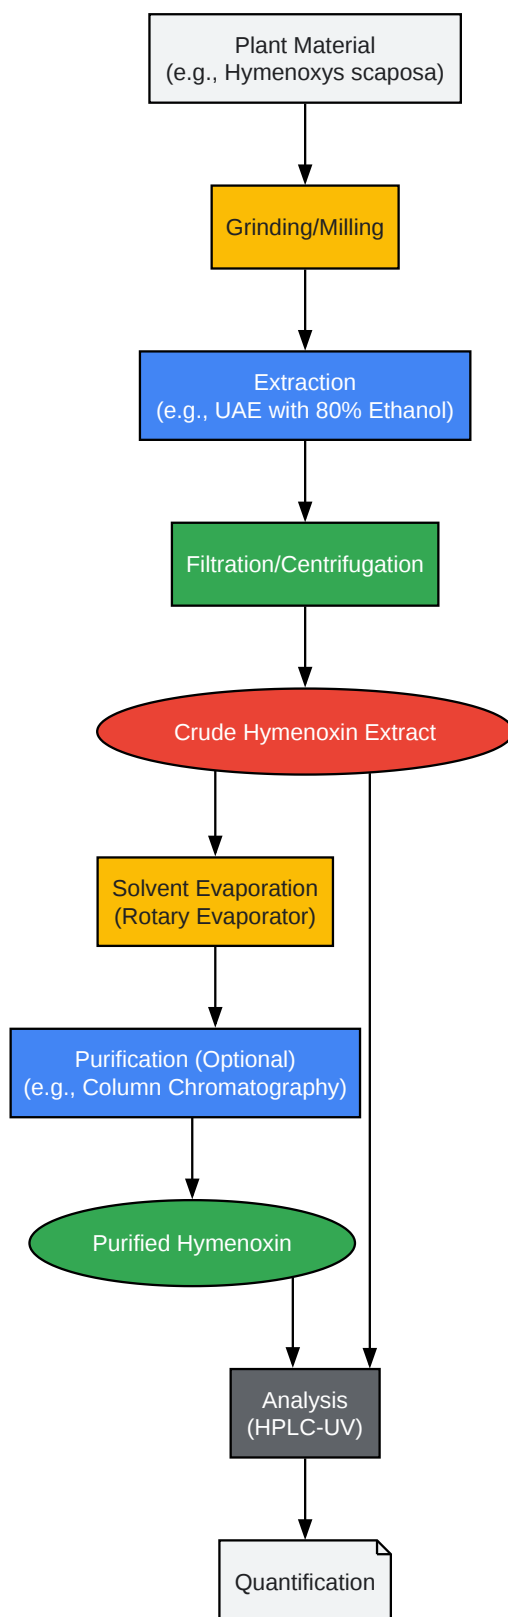 Plant Material
(e.g., Hymenoxys scaposa)
Grinding/Milling
Extraction
(e.g., UAE with 80% Ethanol)
Filtration/Centrifugation
Crude Hymenoxin Extract
Solvent Evaporation
(Rotary Evaporator)
Purification (Optional)
(e.g., Column Chromatography)
Purified Hymenoxin
Analysis
(HPLC-UV)
Quantification